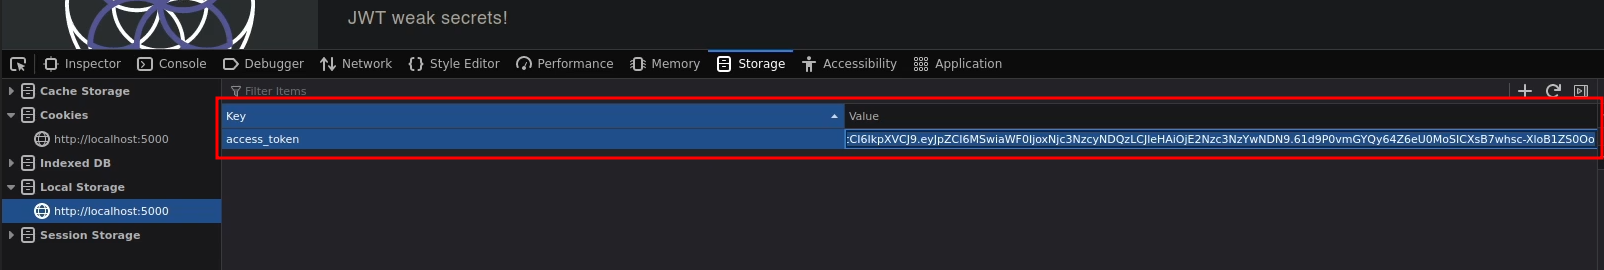 JWT weak secrets!
Inspector Console Debugger Network Style Editor Performance Memory Storage Accessibility Application
Cache Storage
Filter Items
Cookies
Key Value
http://localhost:5000
access_token :CI6IkpXVCJ9.eyJpZCI6MSwiaWF0IjoxNjc3NzcyNDQzLCJleHAiOjE2Nzc3NzYwNDN9.61d9P0vmGYQy64Z6eU0MoSICXsB7whsc-XloB1ZS0Oo
Indexed DB
Local Storage
http://localhost:5000
Session Storage